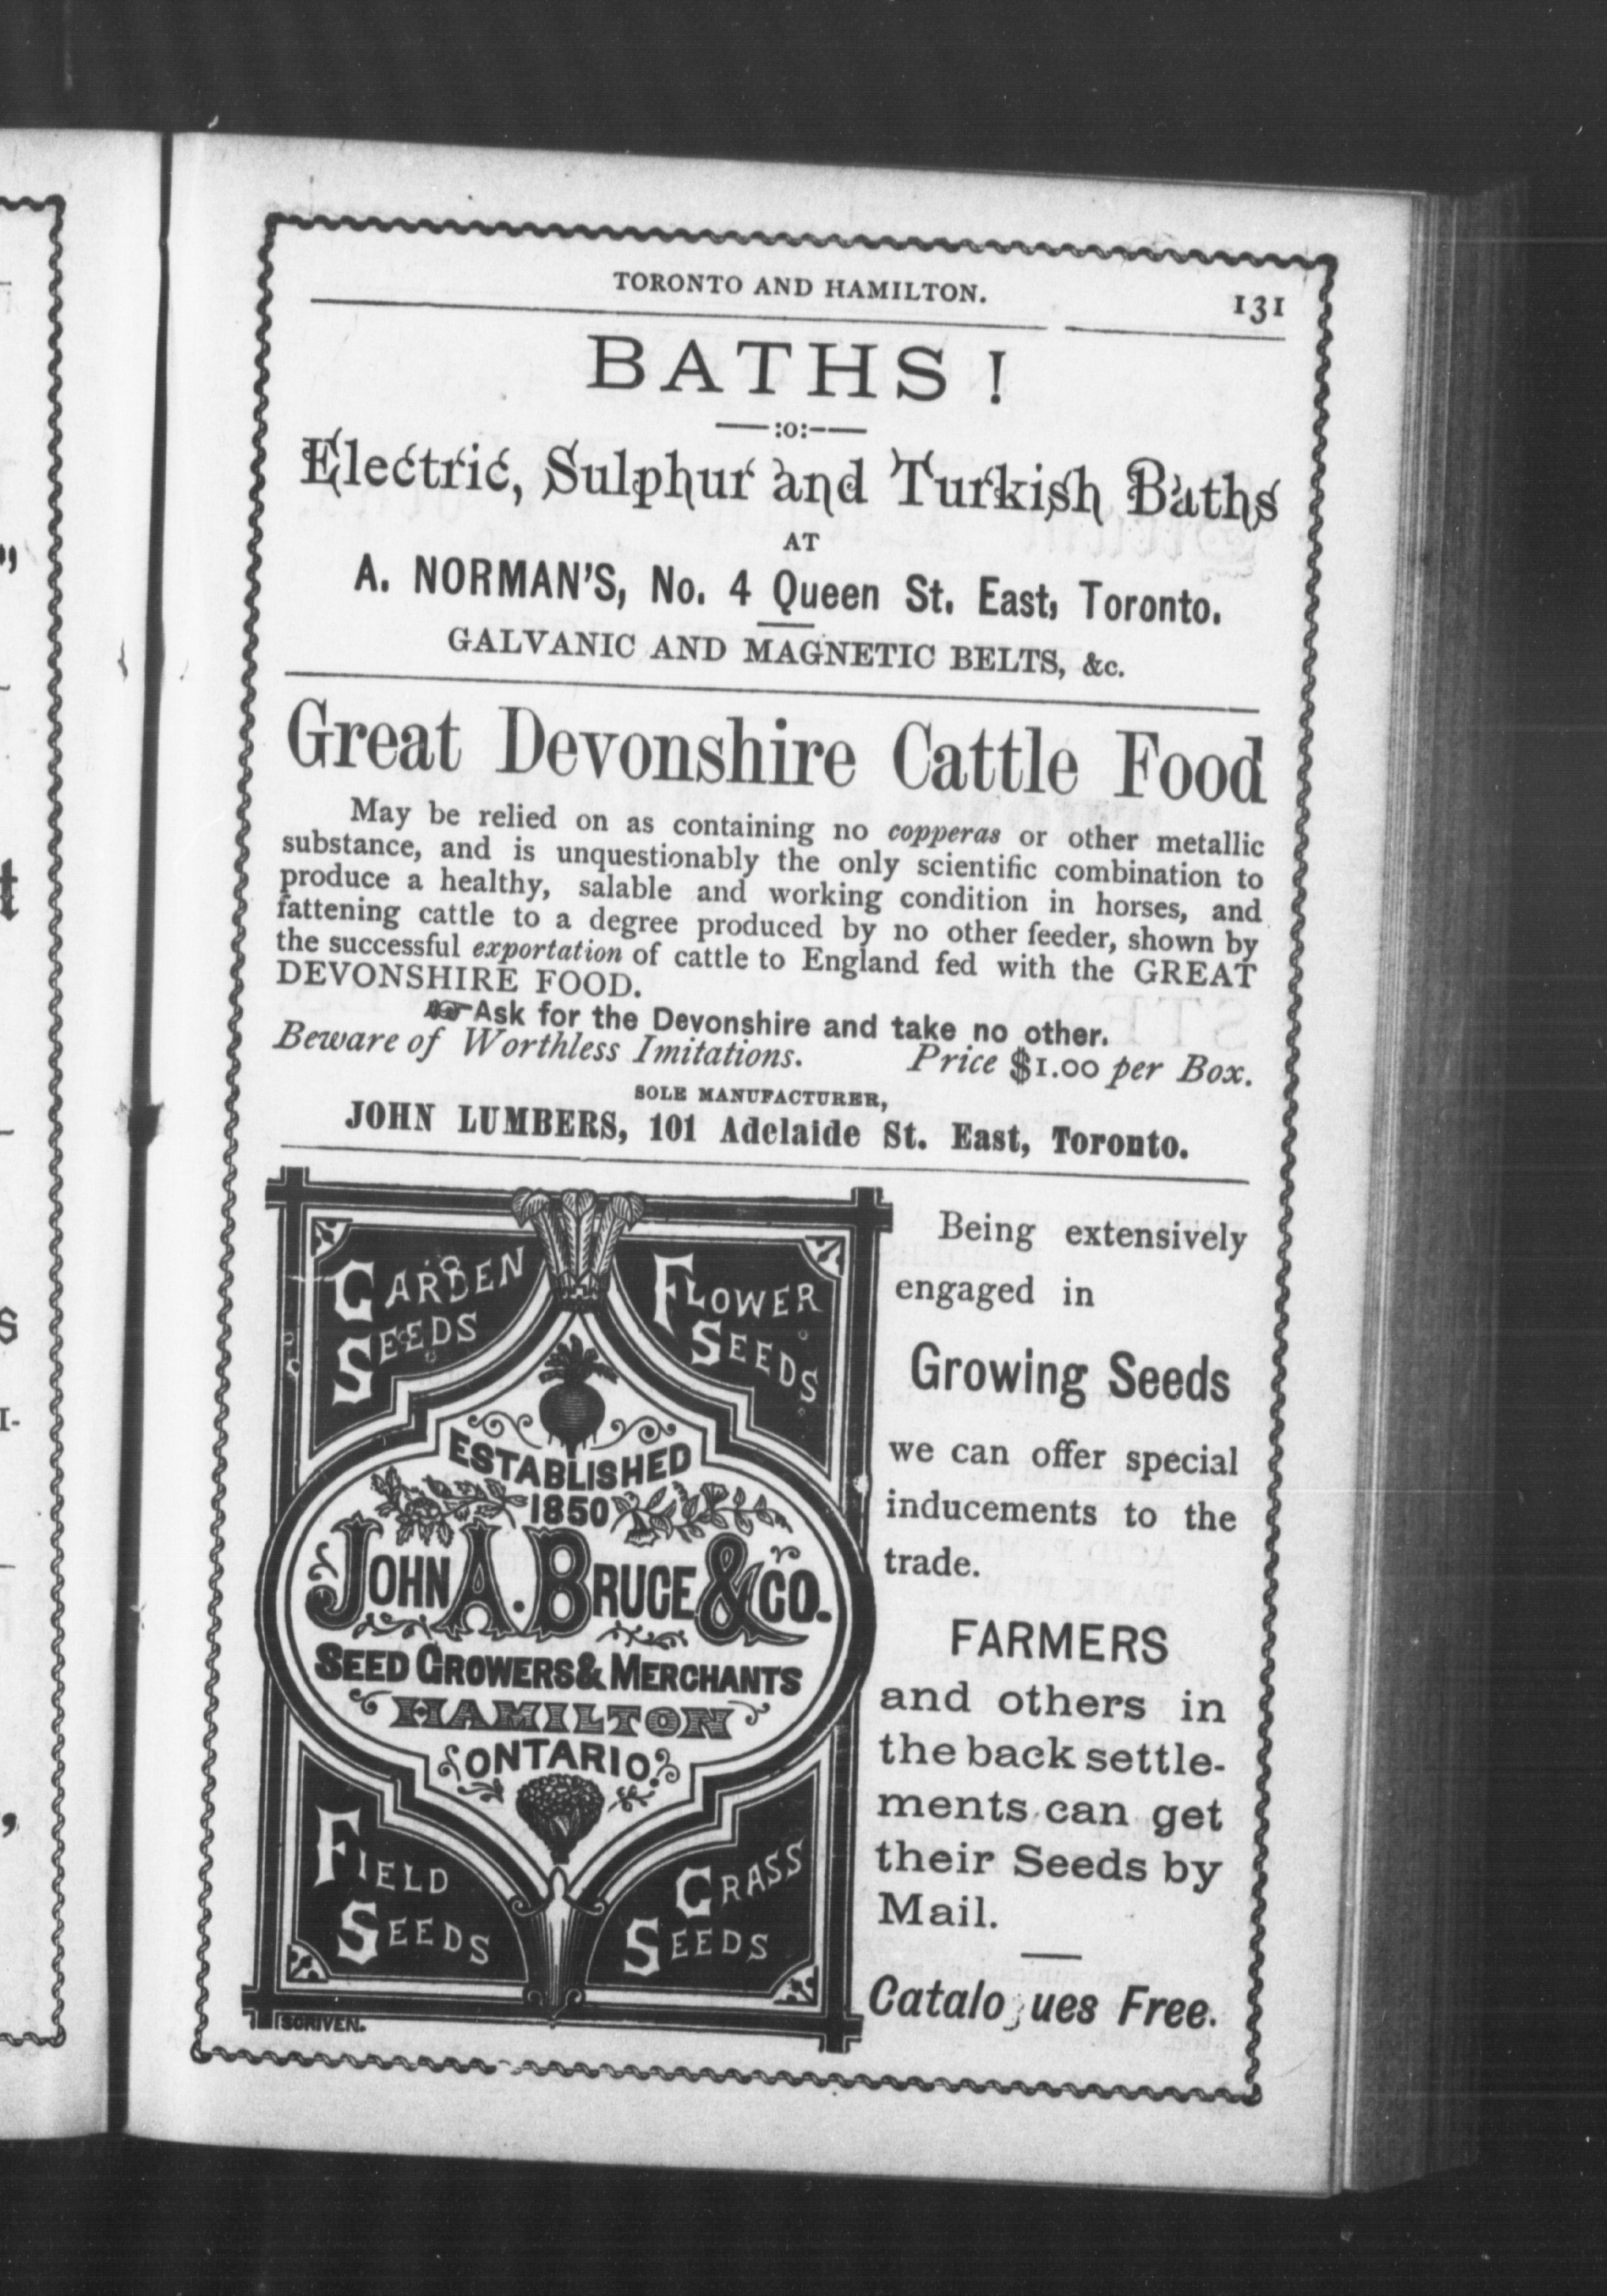 TORONTO AND HAMILTON. 131
BATHS !
:o:
Electric, Sulphur and Turkish Baths
AT
A. NORMAN'S, No. 4 Queen St. East, Toronto.
GALVANIC AND MAGNETIC BELTS, &c.
Great Devonshire Cattle Food
May be relied on as containing no copperas or other metallic
substance, and is unquestionably the only scientific combination to
produce a healthy, salable and working condition in horses, and
fattening cattle to a degree produced by no other feeder, shown by
the successful exportation of cattle to England fed with the GREAT
DEVONSHIRE FOOD.
☞Ask for the Devonshire and take no other.
Beware of Worthless Imitations. Price $1.00 per Box.
SOLE MANUFACTURER,
JOHN LUMBERS, 101 Adelaide St. East, Toronto.
GARDEN
SEEDS
FLOWER
SEEDS
ESTABLISHED
1850
JOHN A. BRUCE & CO.
SEED GROWERS & MERCHANTS
HAMILTON
ONTARIO
FIELD
SEEDS
GRASS
SEEDS
SCRIVEN.
Being extensively
engaged in
Growing Seeds
we can offer special
inducements to the
trade.
FARMERS
and others in
the back settle-
ments can get
their Seeds by
Mail.
Catalo ues Free.